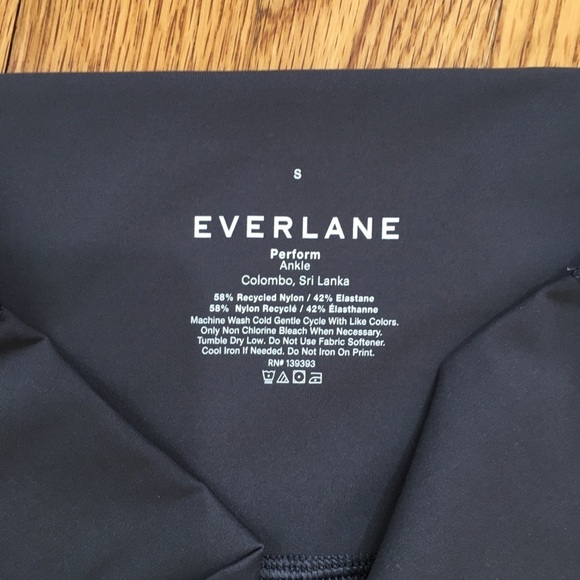 S
EVERLANE
Perform
Ankle
Colombo, Sri Lanka
58% Recycled Nylon / 42% Elastane
58% Nylon Recyclé / 42% Élasthanne
Machine Wash Cold Gentle Cycle With Like Colors.
Only Non Chlorine Bleach When Necessary.
Tumble Dry Low. Do Not Use Fabric Softener.
Cool Iron If Needed. Do Not Iron On Print.
RN# 139393